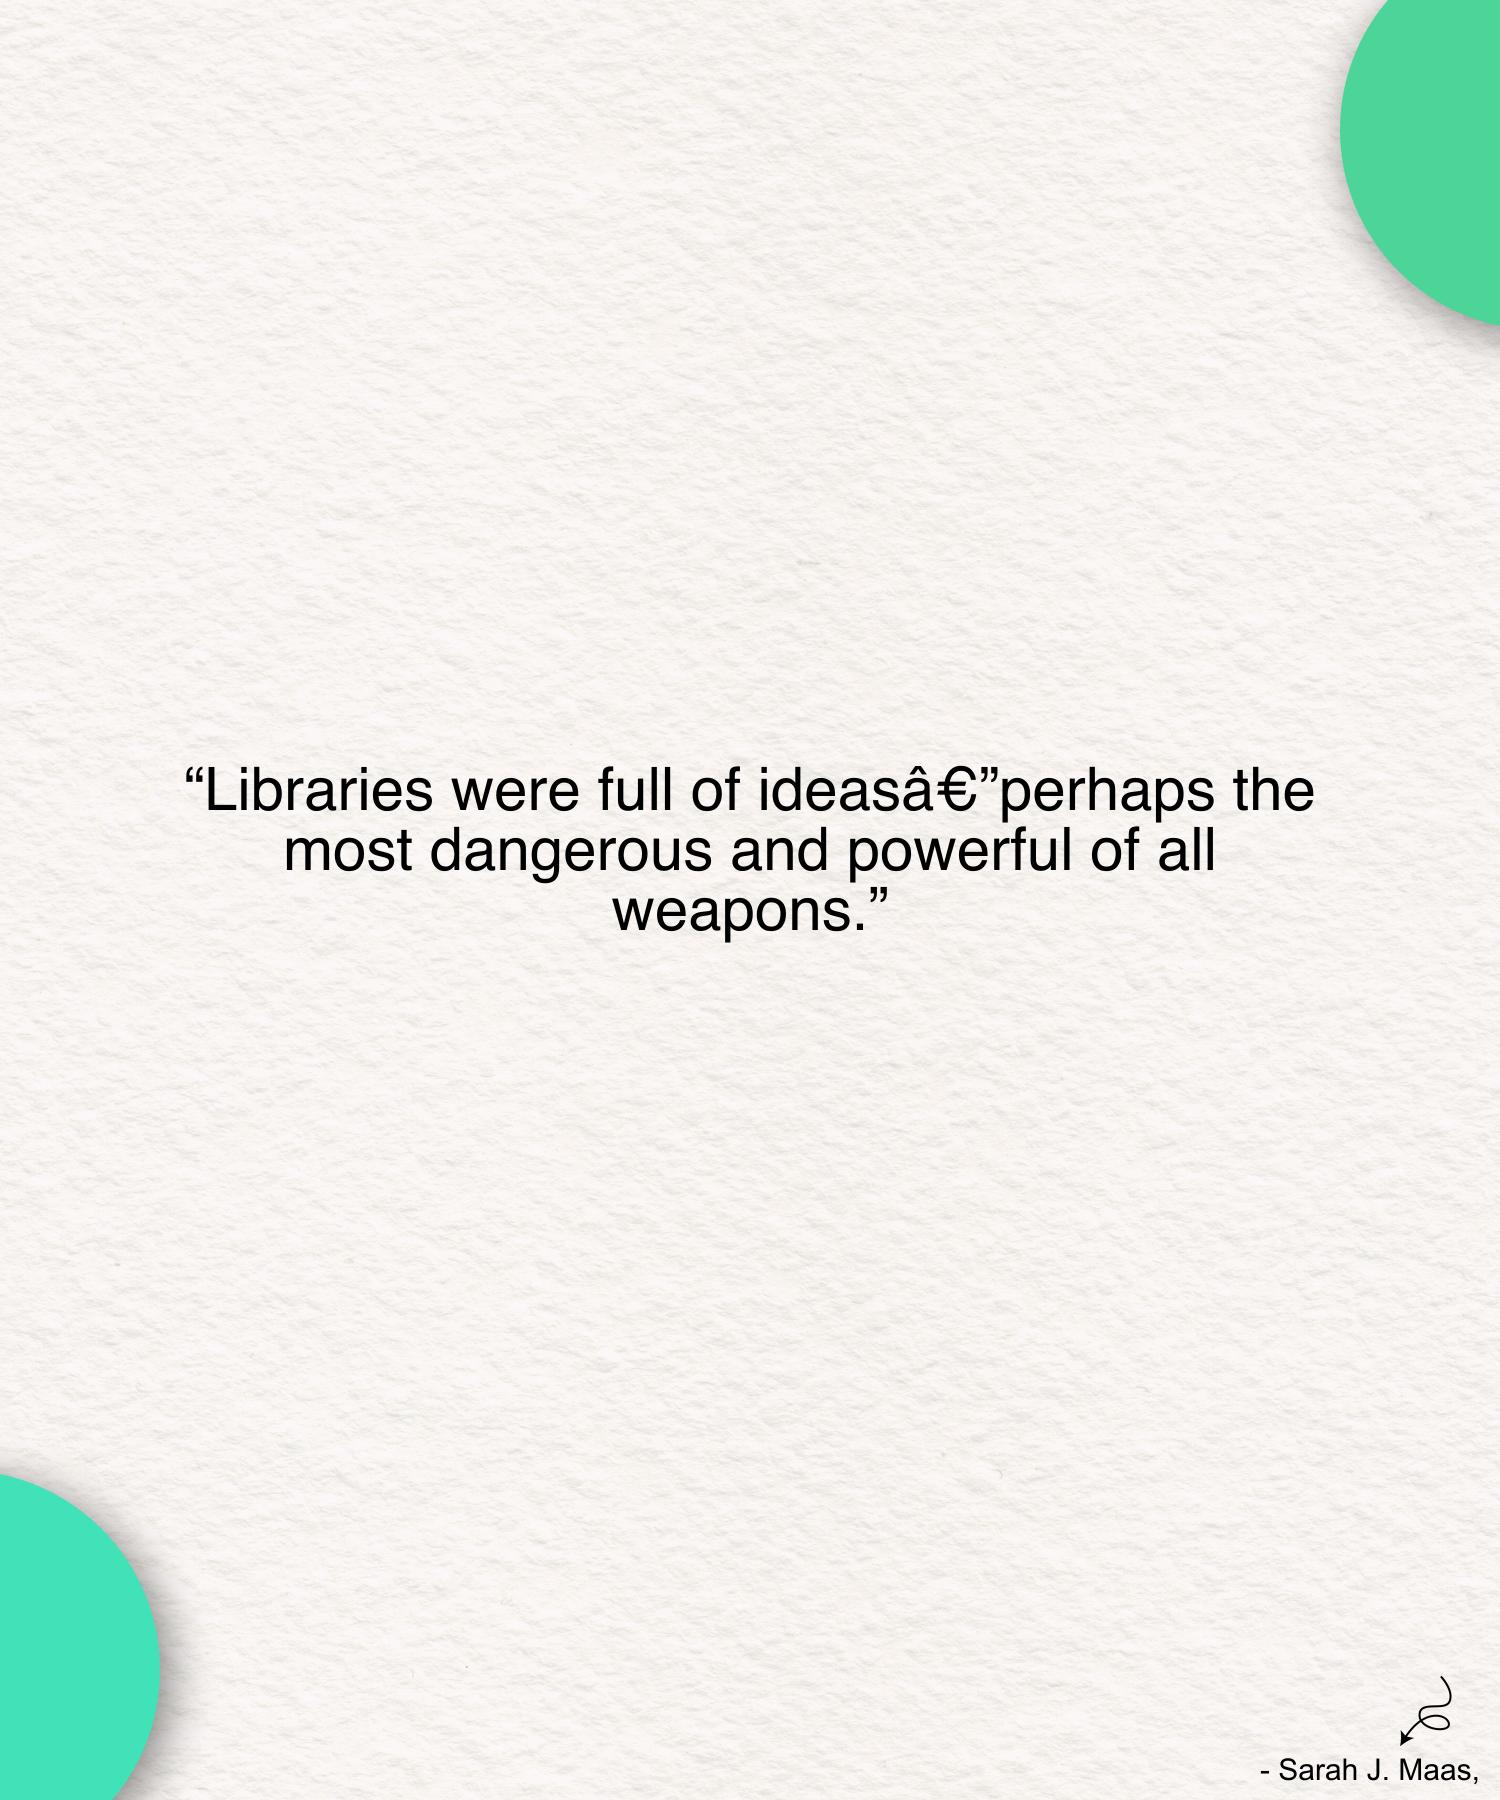 “Libraries were full of ideasâ€”perhaps the
most dangerous and powerful of all
weapons.”
- Sarah J. Maas,